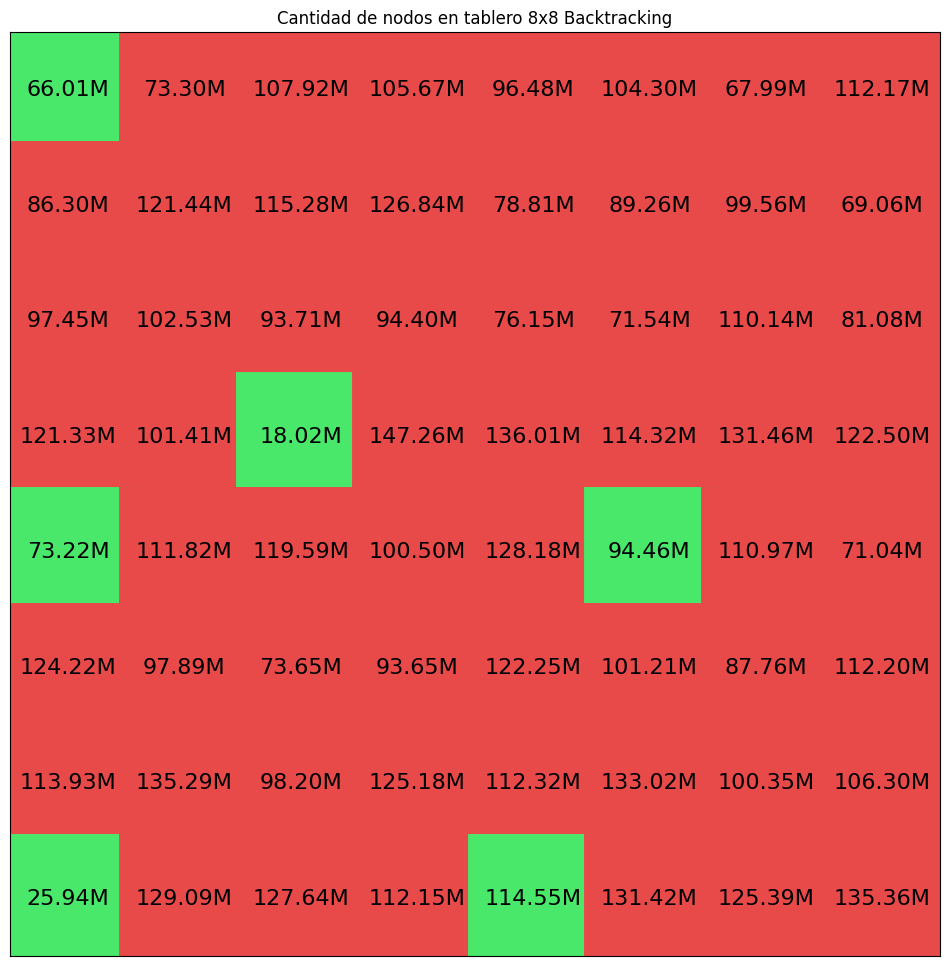 Cantidad de nodos en tablero 8x8 Backtracking
66.01M 73.30M 107.92M 105.67M 96.48M 104.30M 67.99M 112.17M
86.30M 121.44M 115.28M 126.84M 78.81M 89.26M 99.56M 69.06M
97.45M 102.53M 93.71M 94.40M 76.15M 71.54M 110.14M 81.08M
121.33M 101.41M 18.02M 147.26M 136.01M 114.32M 131.46M 122.50M
73.22M 111.82M 119.59M 100.50M 128.18M 94.46M 110.97M 71.04M
124.22M 97.89M 73.65M 93.65M 122.25M 101.21M 87.76M 112.20M
113.93M 135.29M 98.20M 125.18M 112.32M 133.02M 100.35M 106.30M
25.94M 129.09M 127.64M 112.15M 114.55M 131.42M 125.39M 135.36M